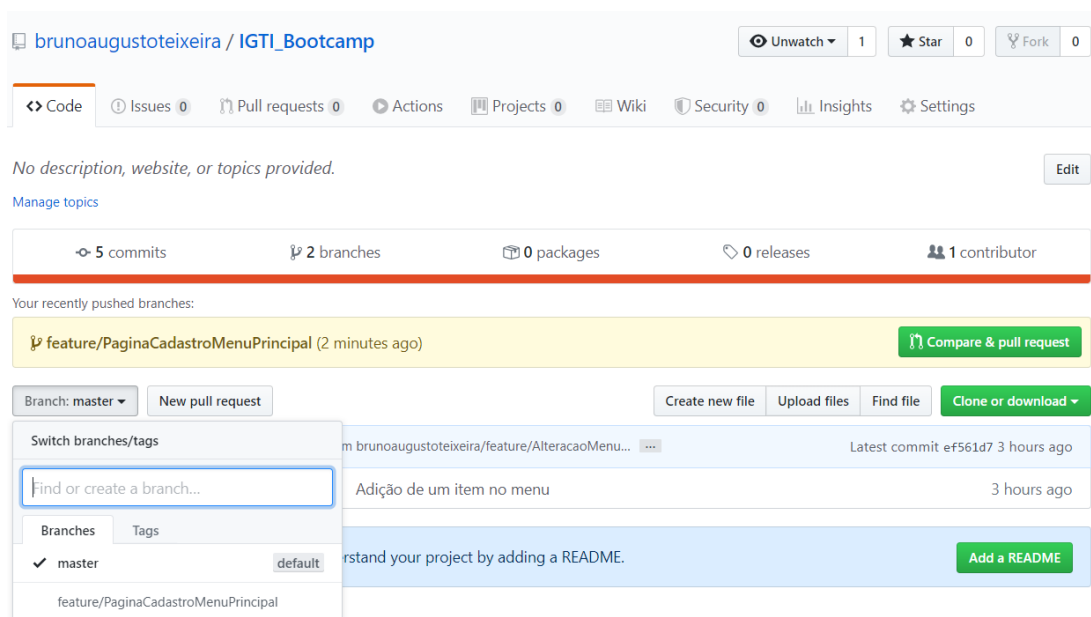 brunoaugustoteixeira / IGTI_Bootcamp Unwatch 1 Star 0 Fork 0
Code Issues 0 Pull requests 0 Actions Projects 0 Wiki Security 0 Insights Settings
No description, website, or topics provided. Edit
Manage topics
5 commits 2 branches 0 packages 0 releases 1 contributor
Your recently pushed branches:
feature/PaginaCadastroMenuPrincipal (2 minutes ago) Compare & pull request
Branch: master New pull request Create new file Upload files Find file Clone or download
Switch branches/tags
m brunoaugustoteixeira/feature/AlteracaoMenu... ... Latest commit ef561d7 3 hours ago
Find or create a branch...
Adição de um item no menu 3 hours ago
Branches Tags
rstand your project by adding a README. Add a README
master default
feature/PaginaCadastroMenuPrincipal